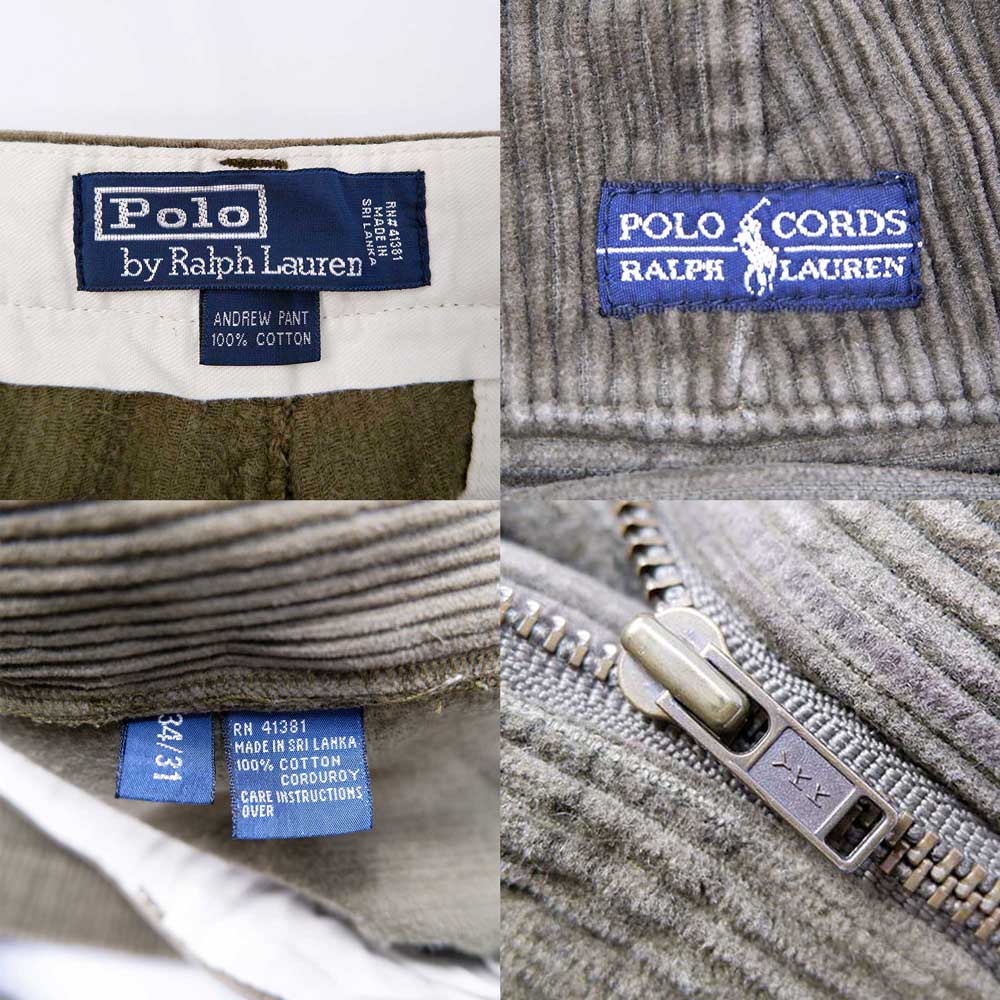 Polo
by Ralph Lauren
RN#41381
MADE IN
SRI LANKA
ANDREW PANT
100% COTTON
POLO CORDS
RALPH LAUREN
34/31
RN 41381
MADE IN SRI LANKA
100% COTTON
CORDUROY
CARE INSTRUCTIONS
OVER
YKK